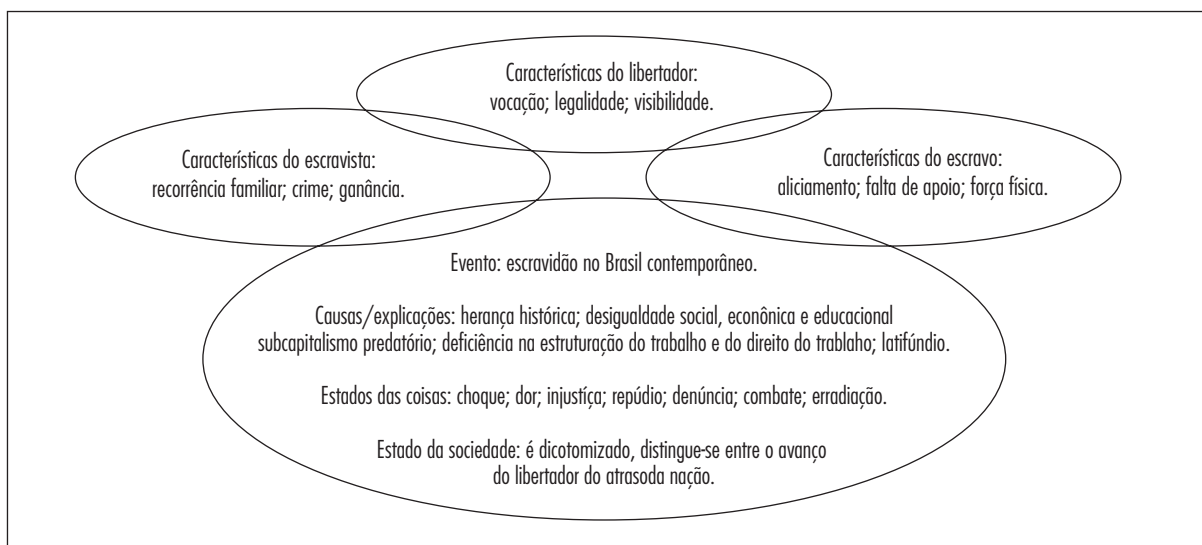 Características do libertador:
vocação; legalidade; visibilidade.
Características do escravista:
recorrência familiar; crime; ganância.
Características do escravo:
aliciamento; falta de apoio; força física.
Evento: escravidão no Brasil contemporâneo.
Causas/explicações: herança histórica; desigualdade social, econômica e educacional
subcapitalismo predatório; deficiência na estruturação do trabalho e do direito do trablaho; latifúndio.
Estados das coisas: choque; dor; injustíça; repúdio; denúncia; combate; erradiação.
Estado da sociedade: é dicotomizado, distingue-se entre o avanço
do libertador do atrasoda nação.